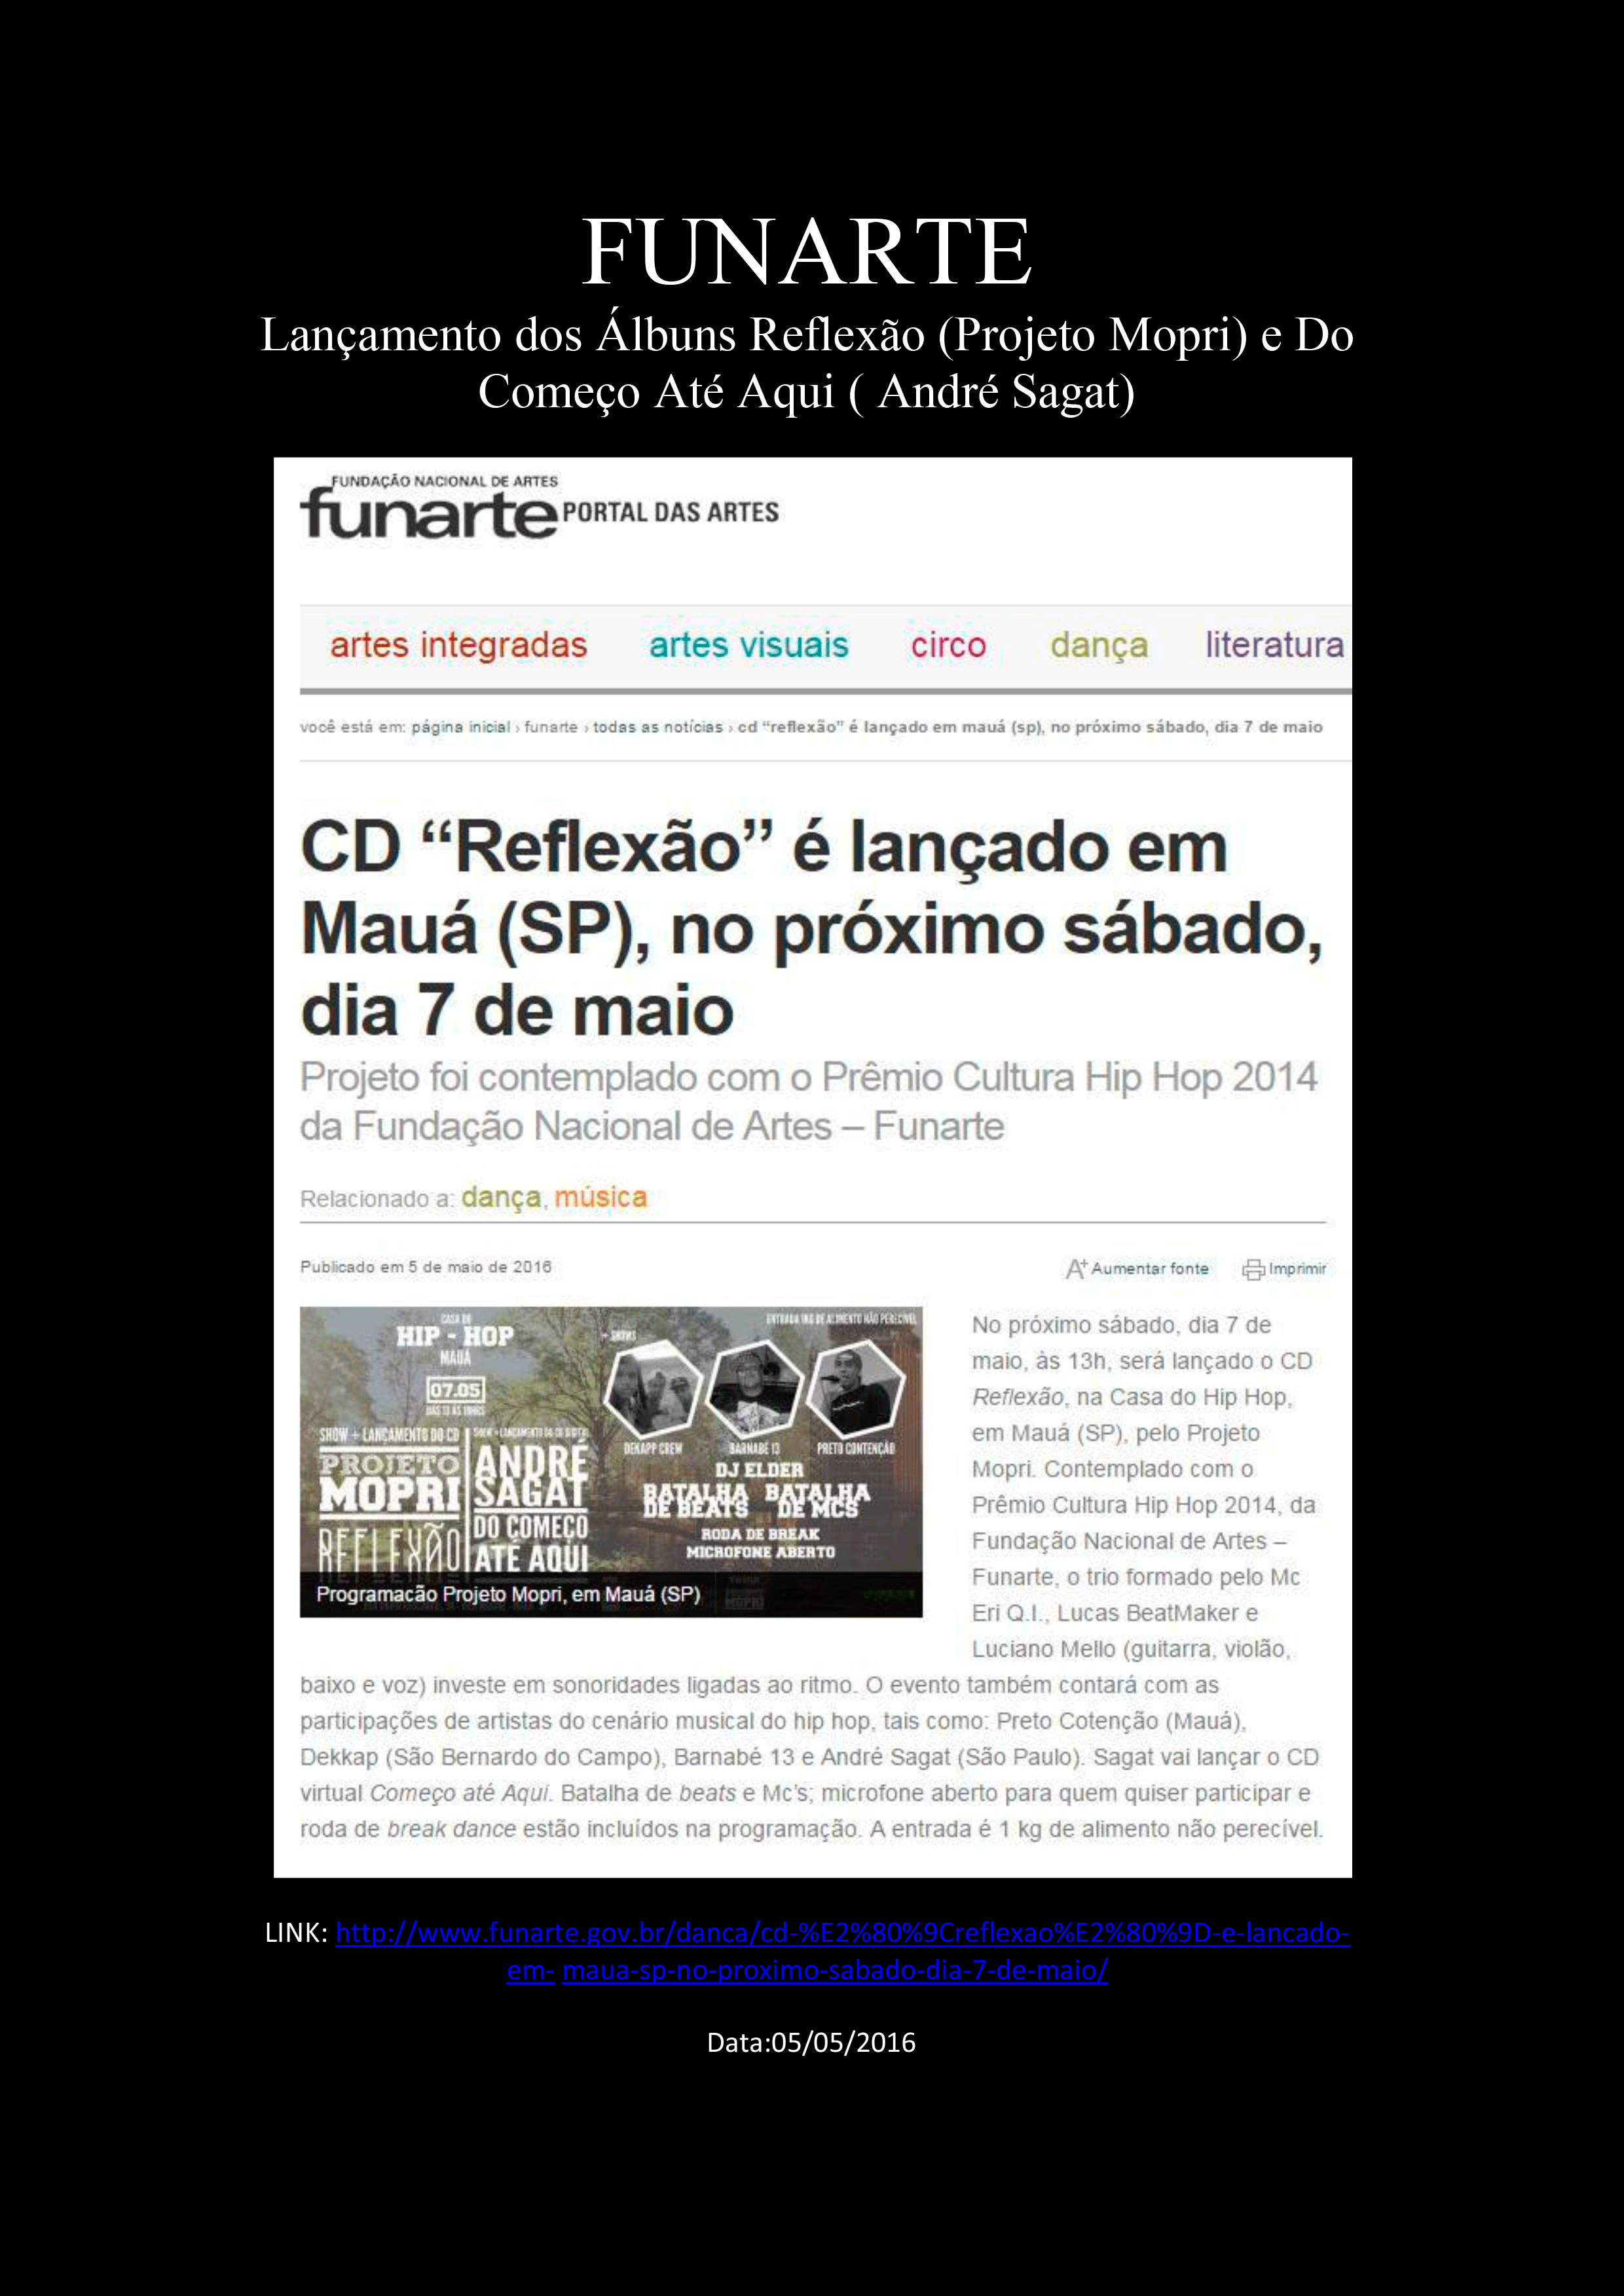 FUNARTE
Lançamento dos Álbuns Reflexão (Projeto Mopri) e Do
Começo Até Aqui ( André Sagat)
FUNDAÇÃO NACIONAL DE ARTES
funarte PORTAL DAS ARTES
artes integradas artes visuais circo dança literatura
você está em: página inicial › funarte › todas as notícias › cd “reflexão” é lançado em mauá (sp), no próximo sábado, dia 7 de maio
CD “Reflexão” é lançado em
Mauá (SP), no próximo sábado,
dia 7 de maio
Projeto foi contemplado com o Prêmio Cultura Hip Hop 2014
da Fundação Nacional de Artes – Funarte
Relacionado a: dança, música
Publicado em 5 de maio de 2016
A+ Aumentar fonte Imprimir
CASA DO
HIP - HOP
MAUÁ
07.05
DAS 13 ÀS
SHOW + LANÇAMENTO DO CD
PROJETO
MOPRI
REFLEXÃO
SHOW + LANÇAMENTO DO CD DIGITAL
ANDRÉ
SAGAT
DO COMEÇO
ATÉ AQUI
ENTRADA 1KG DE ALIMENTO NÃO PERECÍVEL
+ SHOWS
DEKAPP CREW BARNABÉ 13 PRETO CONTENÇÃO
DJ ELDER
BATALHA DE BEATS BATALHA DE MCS
RODA DE BREAK
MICROFONE ABERTO
Programacão Projeto Mopri, em Mauá (SP)
No próximo sábado, dia 7 de
maio, às 13h, será lançado o CD
Reflexão, na Casa do Hip Hop,
em Mauá (SP), pelo Projeto
Mopri. Contemplado com o
Prêmio Cultura Hip Hop 2014, da
Fundação Nacional de Artes –
Funarte, o trio formado pelo Mc
Eri Q.I., Lucas BeatMaker e
Luciano Mello (guitarra, violão,
baixo e voz) investe em sonoridades ligadas ao ritmo. O evento também contará com as
participações de artistas do cenário musical do hip hop, tais como: Preto Cotenção (Mauá),
Dekkap (São Bernardo do Campo), Barnabé 13 e André Sagat (São Paulo). Sagat vai lançar o CD
virtual Começo até Aqui. Batalha de beats e Mc's; microfone aberto para quem quiser participar e
roda de break dance estão incluídos na programação. A entrada é 1 kg de alimento não perecível.
LINK: http://www.funarte.gov.br/danca/cd-%E2%80%9Creflexao%E2%80%9D-e-lancado-
em- maua-sp-no-proximo-sabado-dia-7-de-maio/
Data:05/05/2016